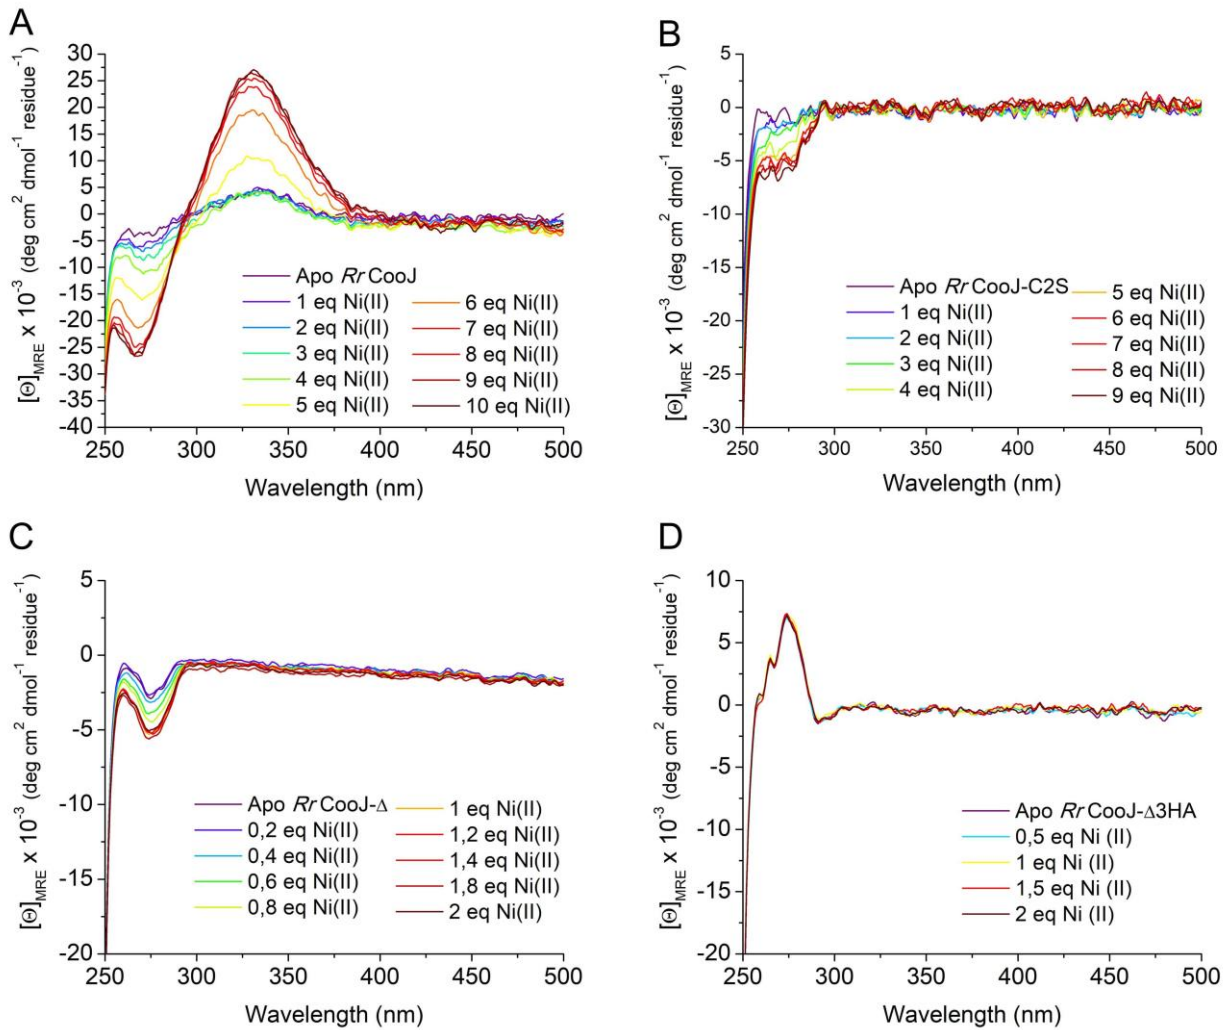 A
[Θ]MRE x 10⁻³ (deg cm² dmol⁻¹ residue⁻¹)
30
25
20
15
10
5
0
-5
-10
-15
-20
-25
-30
-35
-40
Apo Rr CooJ
1 eq Ni(II)
2 eq Ni(II)
3 eq Ni(II)
4 eq Ni(II)
5 eq Ni(II)
6 eq Ni(II)
7 eq Ni(II)
8 eq Ni(II)
9 eq Ni(II)
10 eq Ni(II)
250 300 350 400 450 500
Wavelength (nm)
B
[Θ]MRE x 10⁻³ (deg cm² dmol⁻¹ residue⁻¹)
5
0
-5
-10
-15
-20
-25
-30
Apo Rr CooJ-C2S
1 eq Ni(II)
2 eq Ni(II)
3 eq Ni(II)
4 eq Ni(II)
5 eq Ni(II)
6 eq Ni(II)
7 eq Ni(II)
8 eq Ni(II)
9 eq Ni(II)
250 300 350 400 450 500
Wavelength (nm)
C
[Θ]MRE x 10⁻³ (deg cm² dmol⁻¹ residue⁻¹)
5
0
-5
-10
-15
-20
Apo Rr CooJ-Δ
0,2 eq Ni(II)
0,4 eq Ni(II)
0,6 eq Ni(II)
0,8 eq Ni(II)
1 eq Ni(II)
1,2 eq Ni(II)
1,4 eq Ni(II)
1,8 eq Ni(II)
2 eq Ni(II)
250 300 350 400 450 500
Wavelength (nm)
D
[Θ]MRE x 10⁻³ (deg cm² dmol⁻¹ residue⁻¹)
10
5
0
-5
-10
-15
-20
Apo Rr CooJ-Δ3HA
0,5 eq Ni (II)
1 eq Ni (II)
1,5 eq Ni (II)
2 eq Ni (II)
250 300 350 400 450 500
Wavelength (nm)